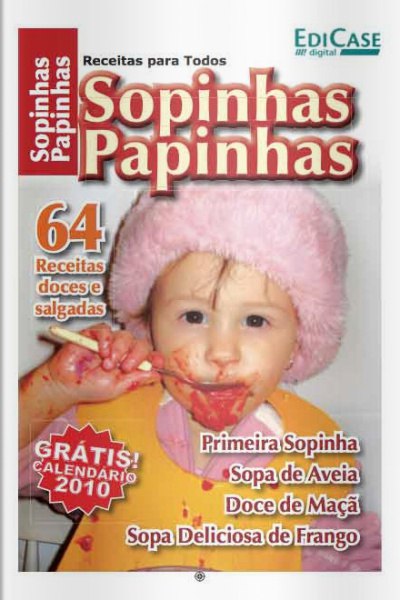 Sopinhas
Papinhas
Receitas para Todos
EDICASE
digital
Sopinhas
Papinhas
64
Receitas
doces e
salgadas
GRÁTIS!
CALENDÁRIO
2010
Primeira Sopinha
Sopa de Aveia
Doce de Maçã
Sopa Deliciosa de Frango